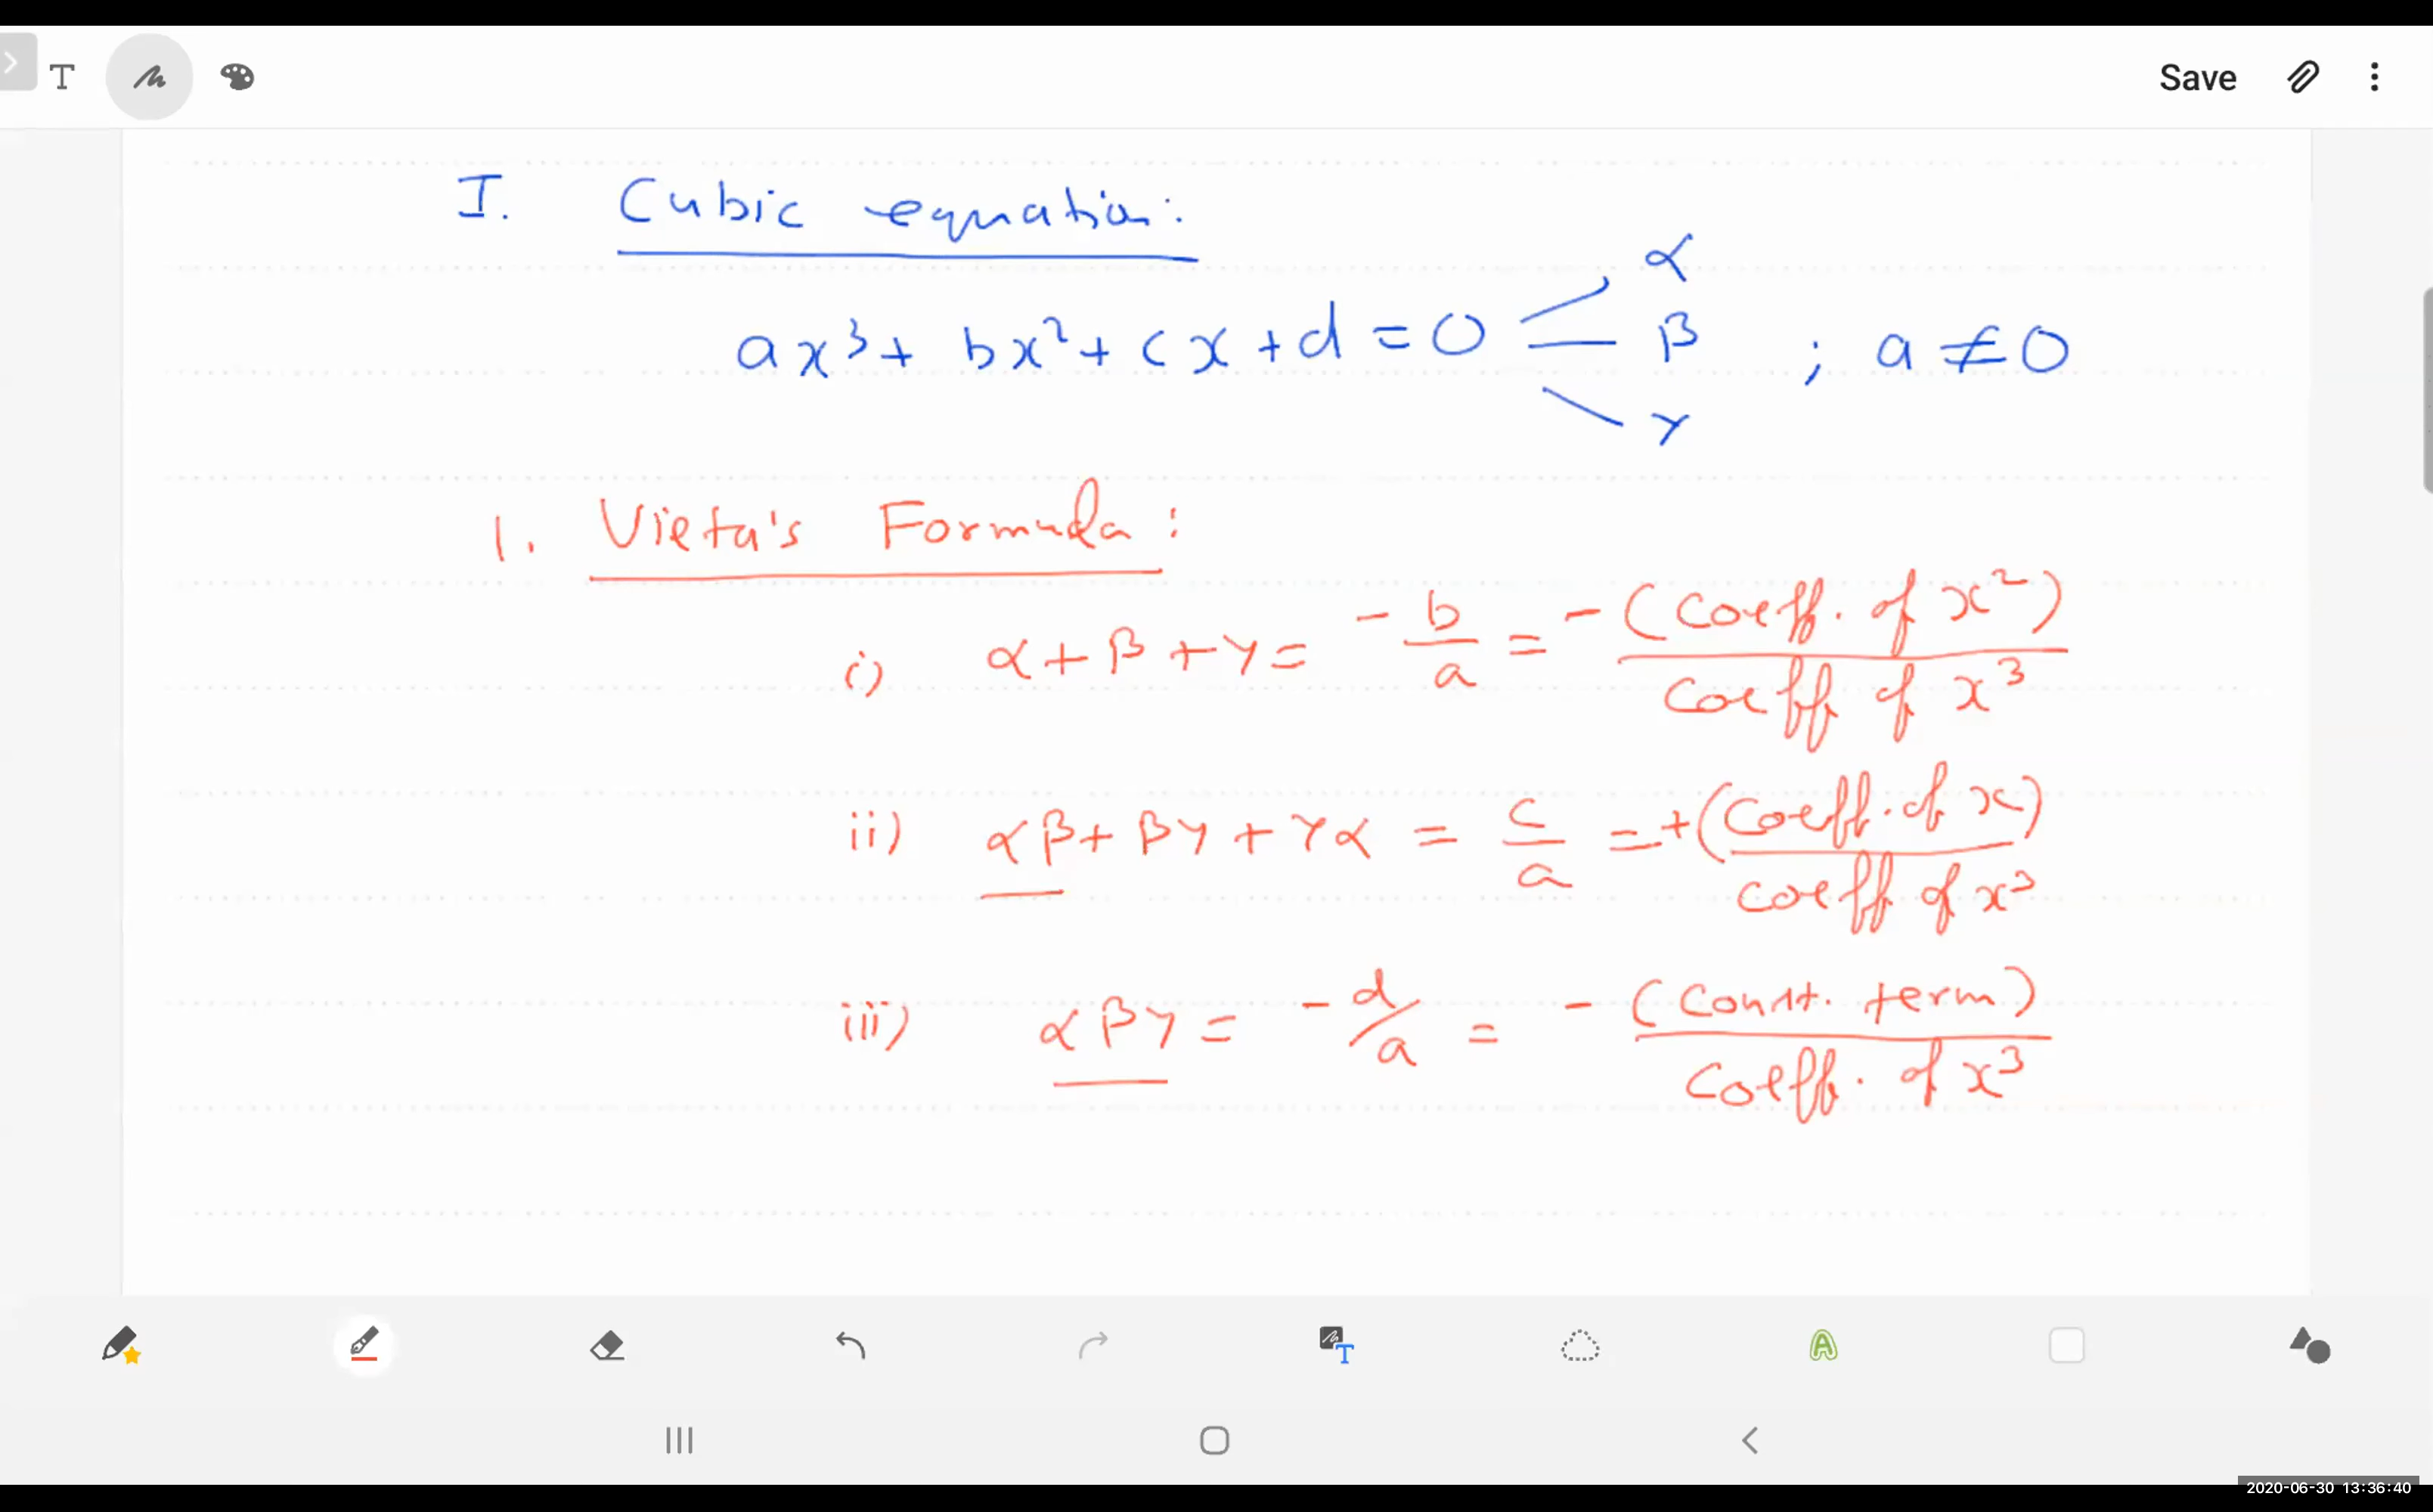 T
Save
I. Cubic equation:
ax³ + bx² + cx + d = 0 α β γ ; a ≠ 0
1. Vieta's Formula :
i) α + β + γ = - b/a = - (Coeff. of x²) / Coeff of x³
ii) αβ + βγ + γα = c/a = + (Coeff. of x) / Coeff of x³
iii) αβγ = - d/a = - (Const. term) / Coeff. of x³
T
A
2020-06-30 13:36:40